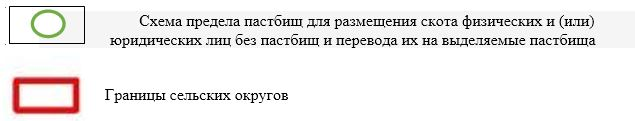 Схема предела пастбищ для размещения скота физических и (или)
юридических лиц без пастбищ и перевода их на выделяемые пастбища
Границы сельских округов